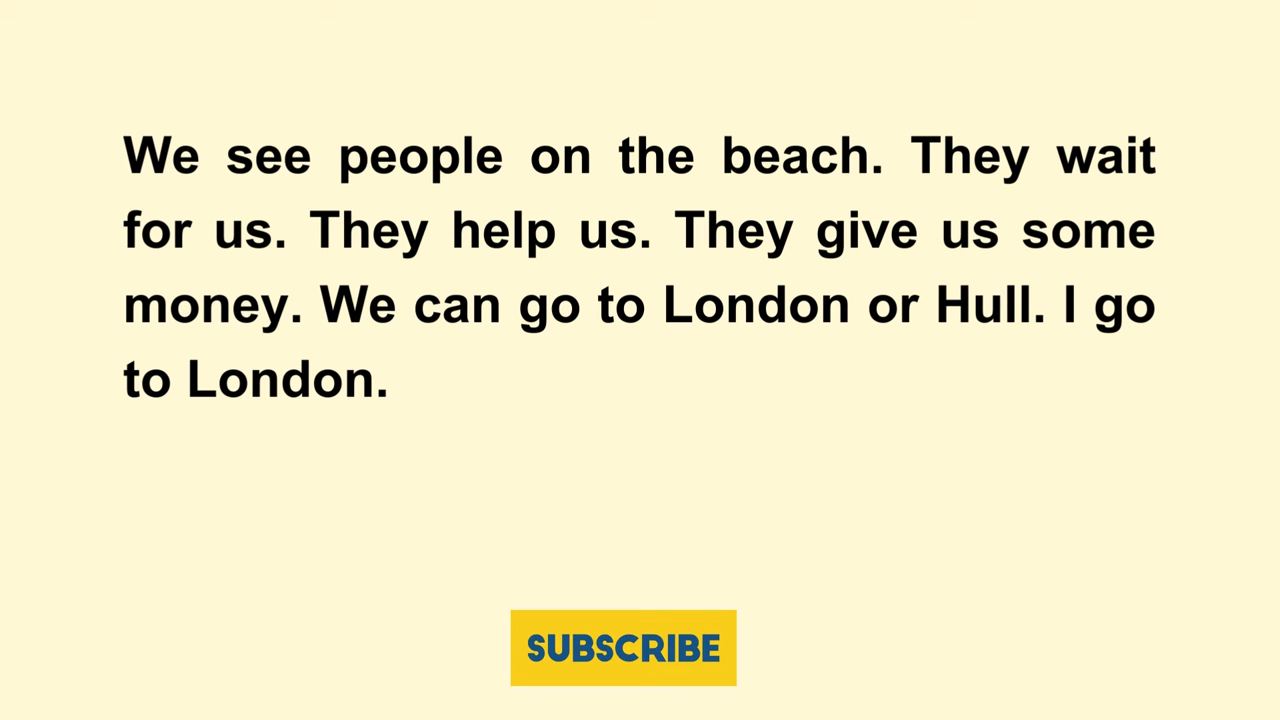 We see people on the beach. They wait
for us. They help us. They give us some
money. We can go to London or Hull. I go
to London.
SUBSCRIBE